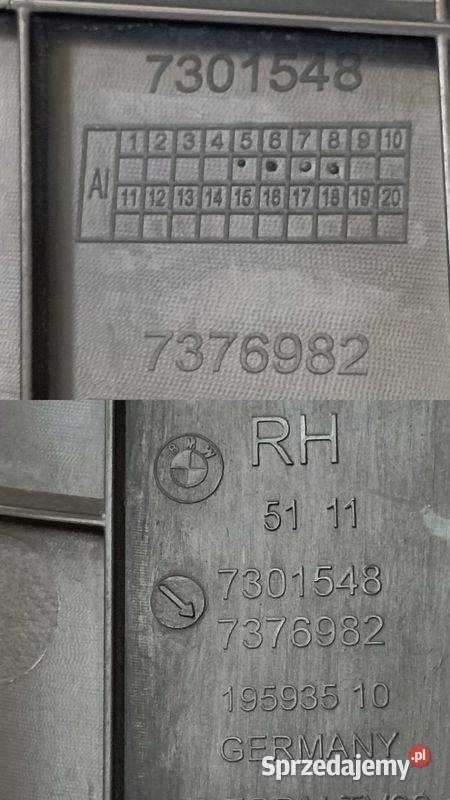 7301548
1 2 3 4 5 6 7 8 9 10
AI
11 12 13 14 15 16 17 18 19 20
7376982
RH
BMW
51 11
7301548
7376982
195935 10
GERMANY
Sprzedajemy.pl